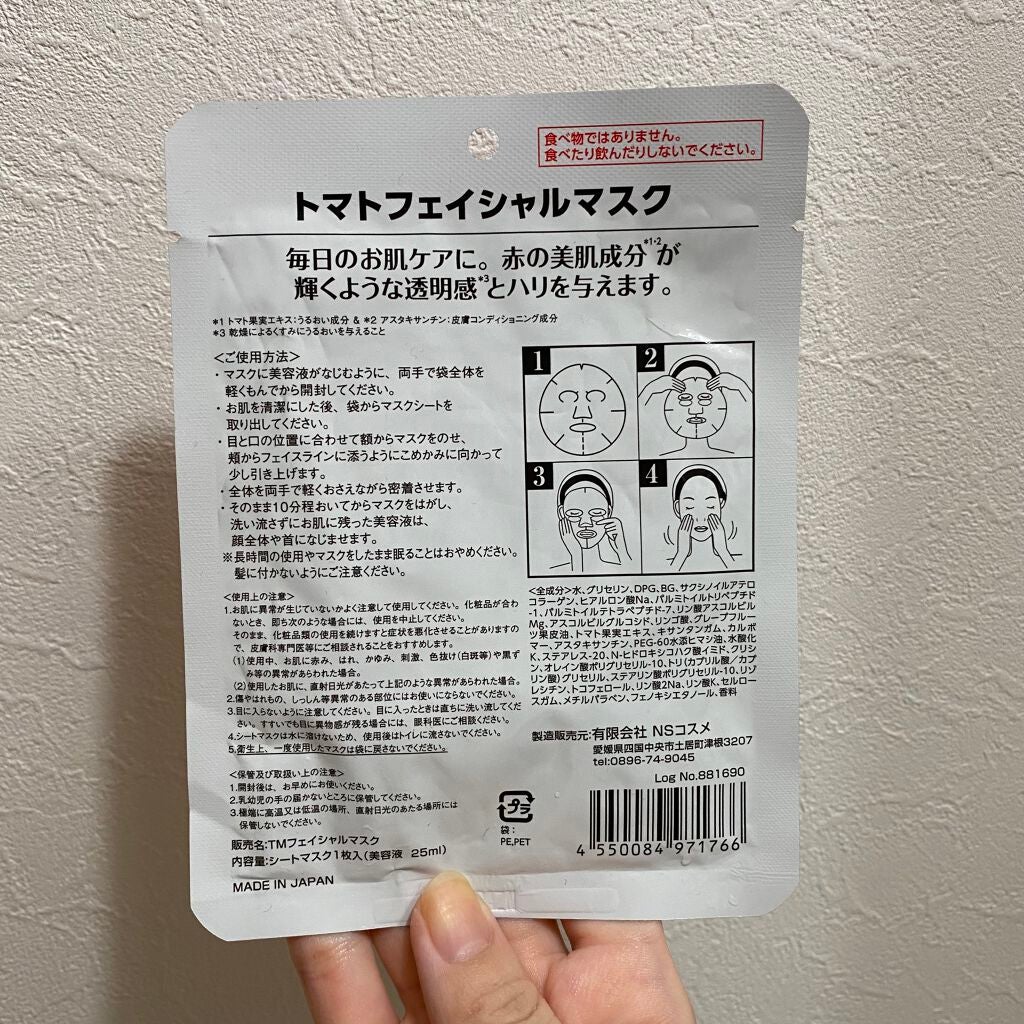 食べ物ではありません。
食べたり飲んだりしないでください。
トマトフェイシャルマスク
毎日のお肌ケアに。赤の美肌成分*1·2が
輝くような透明感*3とハリを与えます。
*1 トマト果実エキス:うるおい成分 & *2 アスタキサンチン:皮膚コンディショニング成分
*3 乾燥によるくすみにうるおいを与えること
<ご使用方法>
・マスクに美容液がなじむように、両手で袋全体を
軽くもんでから開封してください。
・お肌を清潔にした後、袋からマスクシートを
取り出してください。
・目と口の位置に合わせて額からマスクをのせ、
頬からフェイスラインに添うようにこめかみに向かって
少し引き上げます。
・全体を両手で軽くおさえながら密着させます。
・そのまま10分程おいてからマスクをはがし、
洗い流さずにお肌に残った美容液は、
顔全体や首になじませます。
※長時間の使用やマスクをしたまま眠ることはおやめください。
髪に付かないようにご注意ください。
1
2
3
4
<使用上の注意>
1.お肌に異常が生じていないかよく注意して使用してください。化粧品が合わ
ないとき、即ち次のような場合には、使用を中止してください。
そのまま、化粧品類の使用を続けますと症状を悪化させることがありますの
で、皮膚科専門医等にご相談されることをおすすめします。
(1)使用中、お肌に赤み、はれ、かゆみ、刺激、色抜け(白斑等)や黒ず
み等の異常があらわれた場合。
(2)使用したお肌に、直射日光があたって上記のような異常があらわれた場合。
2.傷やはれもの、しっしん等異常のある部位にはお使いにならないでください。
3.目に入らないように注意してください。目に入ったときは直ちに洗い流してくだ
さい。すすいでも目に異物感が残る場合には、眼科医にご相談ください。
4.シートマスクは水に溶けないため、使用後はトイレに流さないでください。
5.衛生上、一度使用したマスクは袋に戻さないでください。
<保管及び取扱い上の注意>
1.開封後は、お早めにお使いください。
2.乳幼児の手の届かないところに保管してください。
3.極端に高温又は低温の場所、直射日光のあたる場所には
保管しないでください。
販売名:TMフェイシャルマスク
内容量:シートマスク1枚入(美容液 25ml)
MADE IN JAPAN
<全成分>水、グリセリン、DPG、BG、サクシノイルアテロ
コラーゲン、ヒアルロン酸Na、パルミトイルトリペプチド
-1、パルミトイルテトラペプチド-7、リン酸アスコルビル
Mg、アスコルビルグルコシド、リンゴ酸、グレープフルー
ツ果皮油、トマト果実エキス、キサンタンガム、カルボ
マー、アスタキサンチン、PEG-60水添ヒマシ油、水酸化
K、ステアレス-20、N-ヒドロキシコハク酸イミド、クリシ
ン、オレイン酸ポリグリセリル-10、トリ(カプリル酸/カプ
リン酸)グリセリル、ステアリン酸ポリグリセリル-10、リゾ
レシチン、トコフェロール、リン酸2Na、リン酸K、セルロー
スガム、メチルパラベン、フェノキシエタノール、香料
製造販売元:有限会社 NSコスメ
愛媛県四国中央市土居町津根3207
tel:0896-74-9045
Log No.881690
プラ
袋:
PE,PET
4 550084 971766